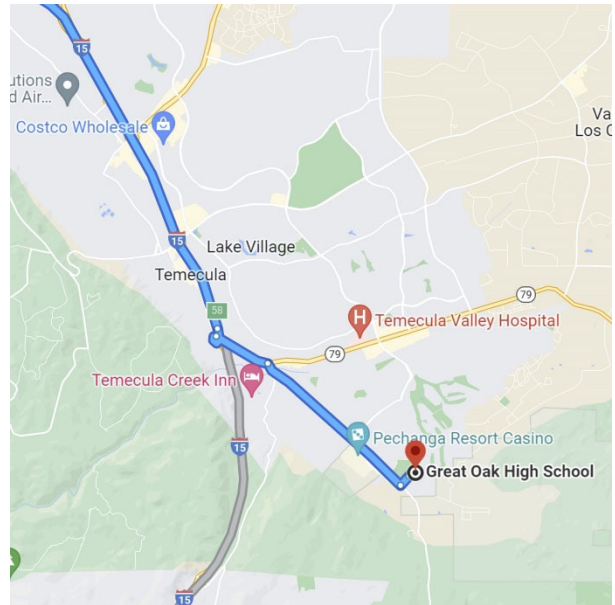 15
utions
d Air...
Costco Wholesale
Va
Los C
15
Lake Village
Temecula
58
79
H
Temecula Valley Hospital
79
Temecula Creek Inn
Pechanga Resort Casino
15
Great Oak High School
15